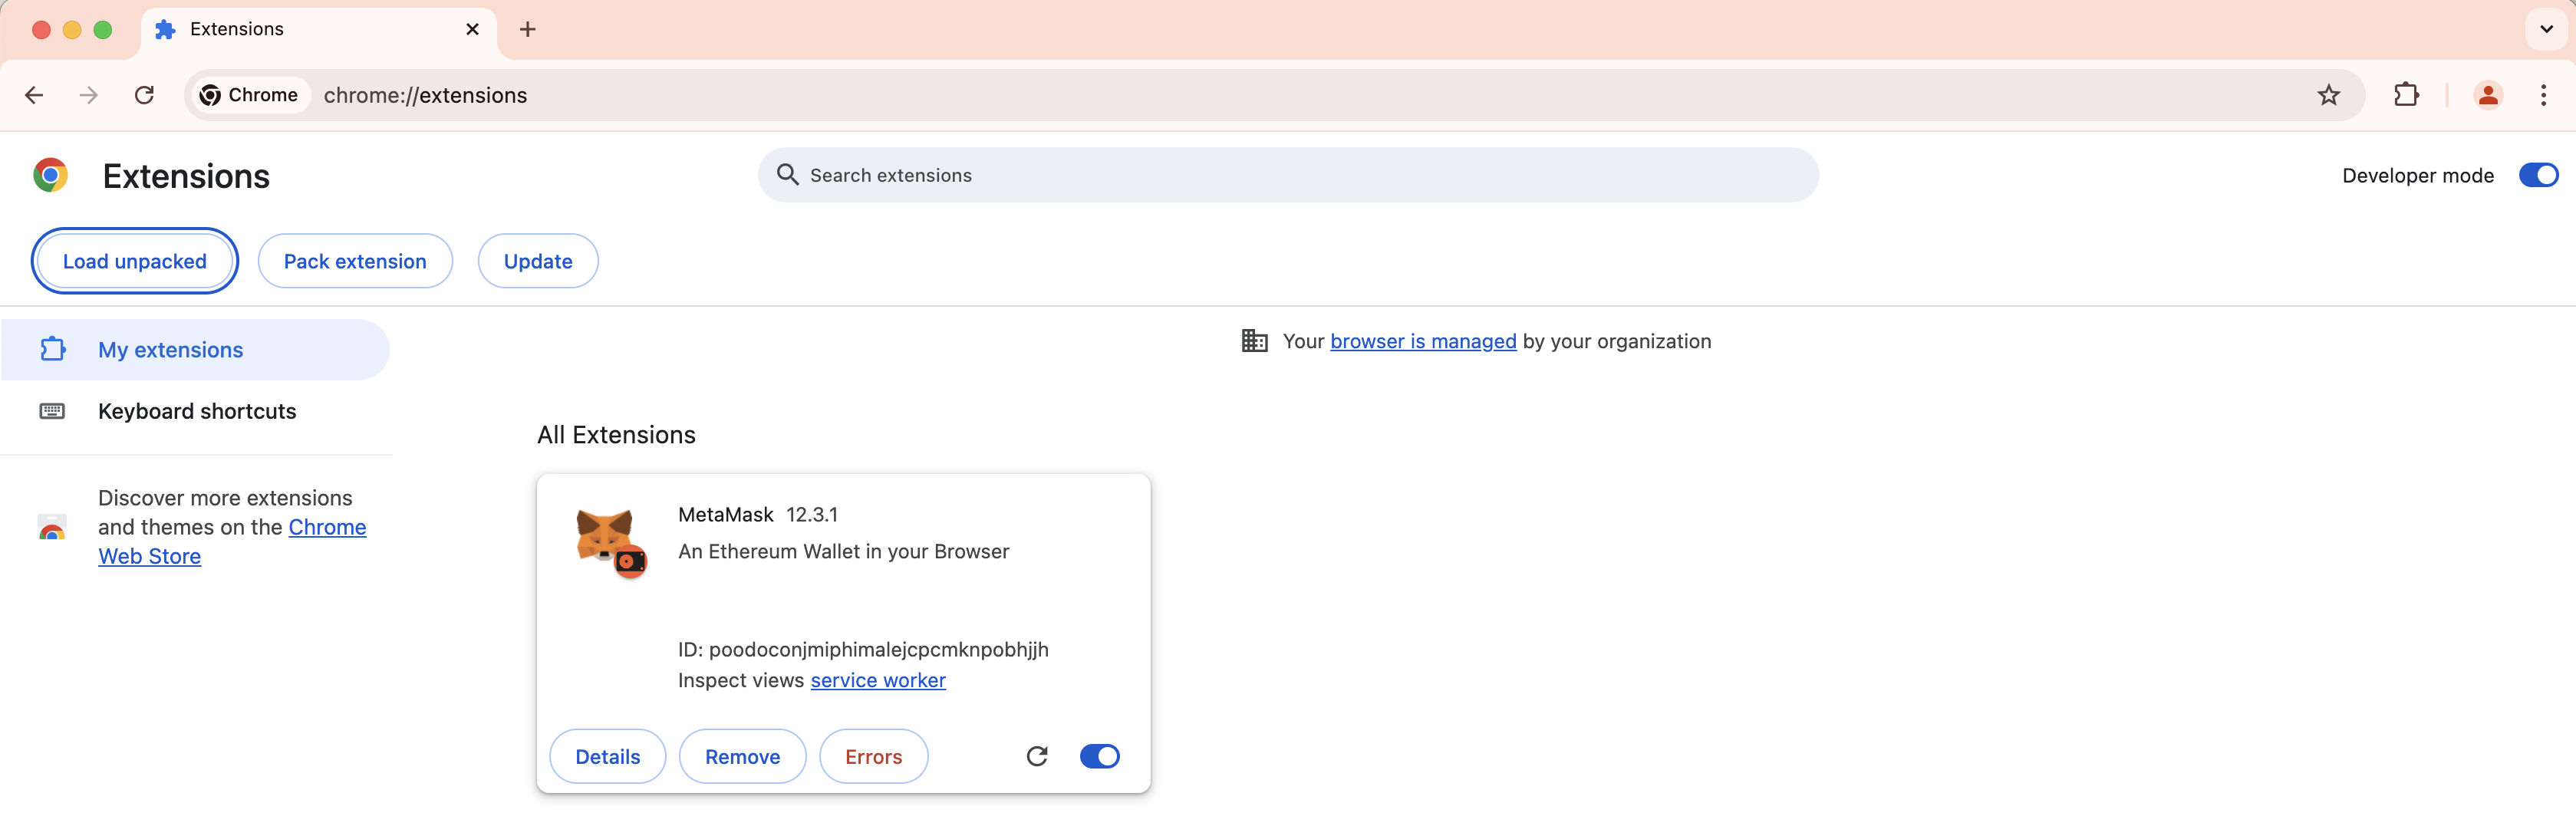 Extensions
Chrome
chrome://extensions
Extensions
Search extensions
Developer mode
Load unpacked
Pack extension
Update
My extensions
Keyboard shortcuts
Discover more extensions
and themes on the Chrome
Web Store
Your browser is managed by your organization
All Extensions
MetaMask 12.3.1
An Ethereum Wallet in your Browser
ID: poodoconjmiphimalejcpcmknpobhjjh
Inspect views service worker
Details
Remove
Errors